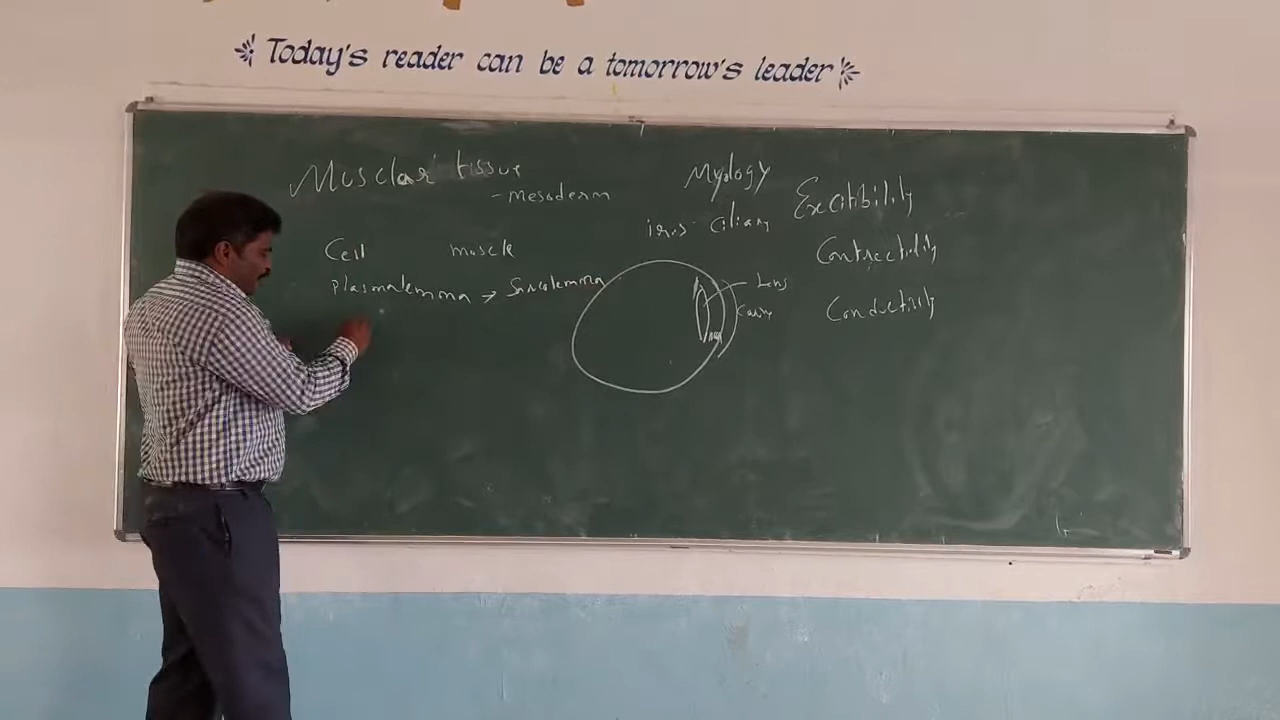 Today's reader can be a tomorrow's leader
Musclar tissue
- Mesoderm
Myology
Excitibility
iris ciliary
Cell muscle
Contractility
Plasmalemma → Sarcolemma
Lens
Conductivity